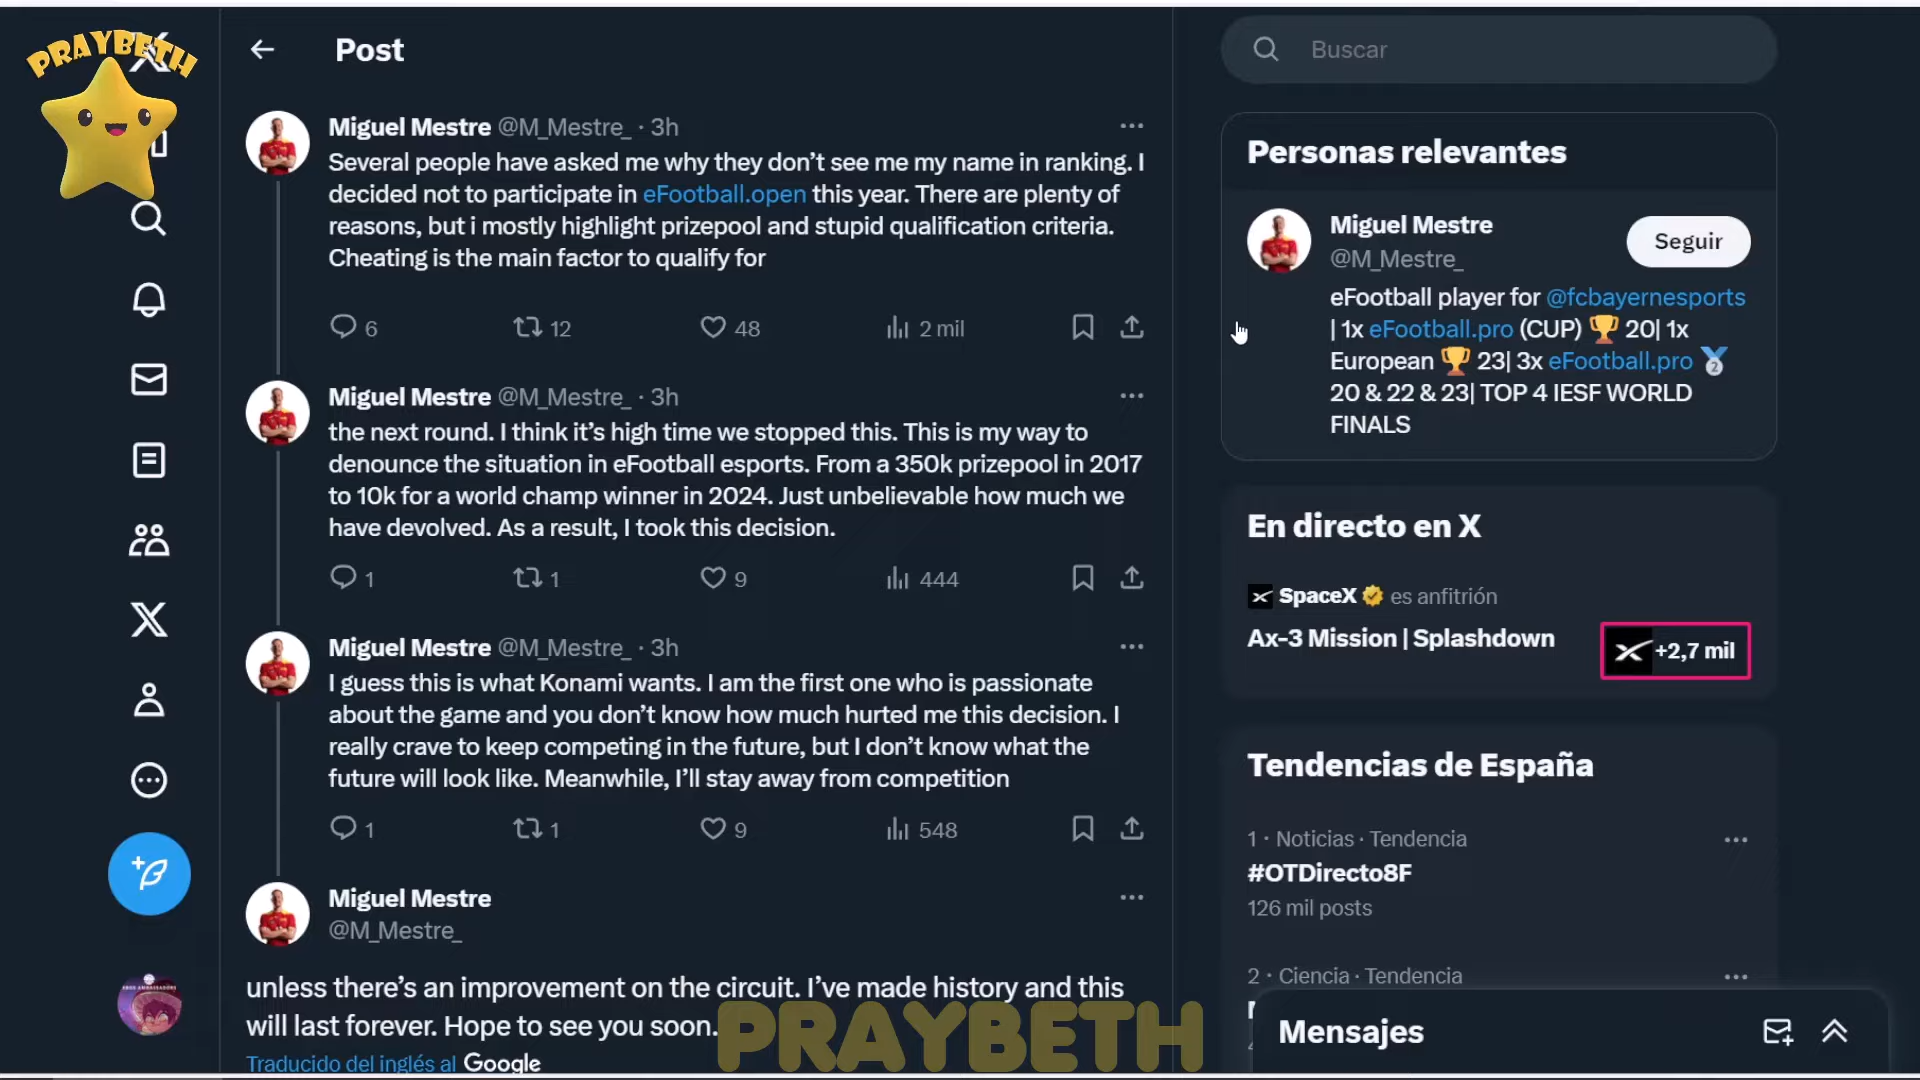 PRAYBETH
Post
Miguel Mestre @M_Mestre_ · 3h
Several people have asked me why they don't see me my name in ranking. I
decided not to participate in eFootball.open this year. There are plenty of
reasons, but i mostly highlight prizepool and stupid qualification criteria.
Cheating is the main factor to qualify for
6 12 48 2 mil
Miguel Mestre @M_Mestre_ · 3h
the next round. I think it's high time we stopped this. This is my way to
denounce the situation in eFootball esports. From a 350k prizepool in 2017
to 10k for a world champ winner in 2024. Just unbelievable how much we
have devolved. As a result, I took this decision.
1 1 9 444
Miguel Mestre @M_Mestre_ · 3h
I guess this is what Konami wants. I am the first one who is passionate
about the game and you don't know how much hurted me this decision. I
really crave to keep competing in the future, but I don't know what the
future will look like. Meanwhile, I'll stay away from competition
1 1 9 548
Miguel Mestre
@M_Mestre_
unless there's an improvement on the circuit. I've made history and this
will last forever. Hope to see you soon.
Traducido del inglés al Google
PRAYBETH
Buscar
Personas relevantes
Miguel Mestre
@M_Mestre_
Seguir
eFootball player for @fcbayernesports
| 1x eFootball.pro (CUP) 🏆 20| 1x
European 🏆 23| 3x eFootball.pro 🥈
20 & 22 & 23| TOP 4 IESF WORLD
FINALS
En directo en X
SpaceX es anfitrión
Ax-3 Mission | Splashdown
+2,7 mil
Tendencias de España
1 · Noticias · Tendencia
#OTDirecto8F
126 mil posts
2 · Ciencia · Tendencia
Mensajes